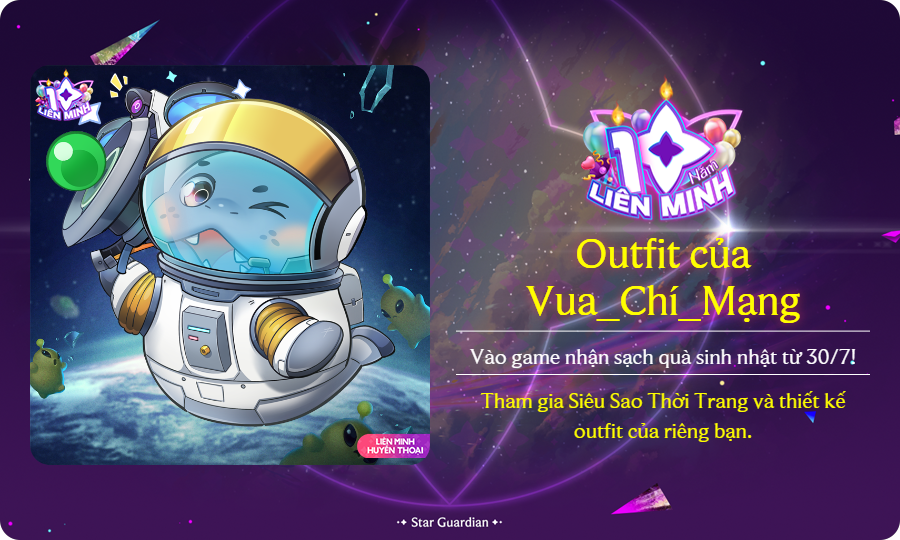 10
LIÊN MINH
LIÊN MINH
HUYỀN THOẠI
10
Năm
LIÊN MINH
Outfit của
Vua_Chí_Mạng
Vào game nhận sạch quà sinh nhật từ 30/7!
Tham gia Siêu Sao Thời Trang và thiết kế
outfit của riêng bạn.
Star Guardian